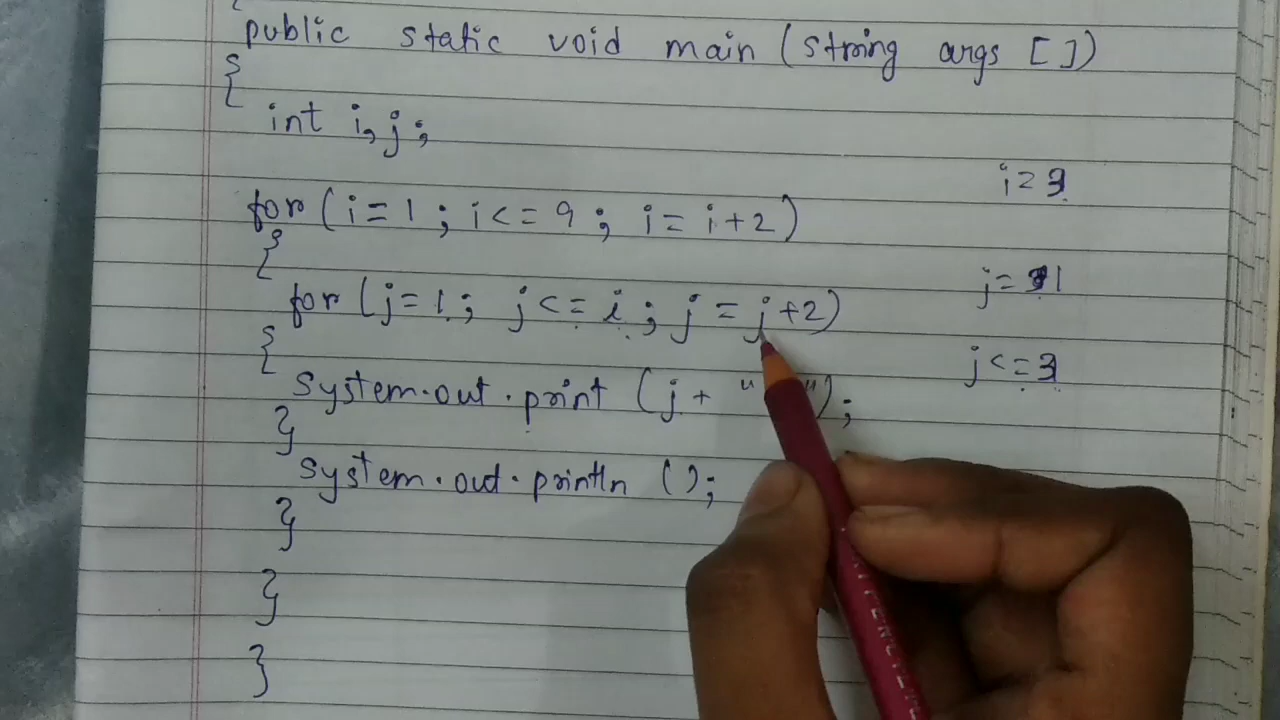 {
public static void main (string args [])
{
int i,j;
i=3
for (i=1 ; i<= 9 ; i= i+2)
{
j= 1
for (j=1; j<= i ; j = j+2)
{
j<=3
system.out.print (j+ " ");
}
system.out.println ();
}
}
}